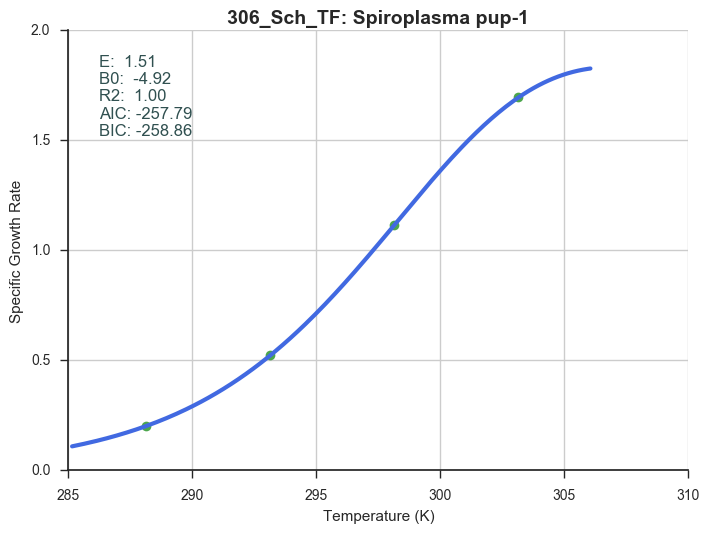 306_Sch_TF: Spiroplasma pup-1
E:  1.51
B0:  -4.92
R2:  1.00
AIC: -257.79
BIC: -258.86
2.0
1.5
1.0
0.5
0.0
Specific Growth Rate
285 290 295 300 305 310
Temperature (K)